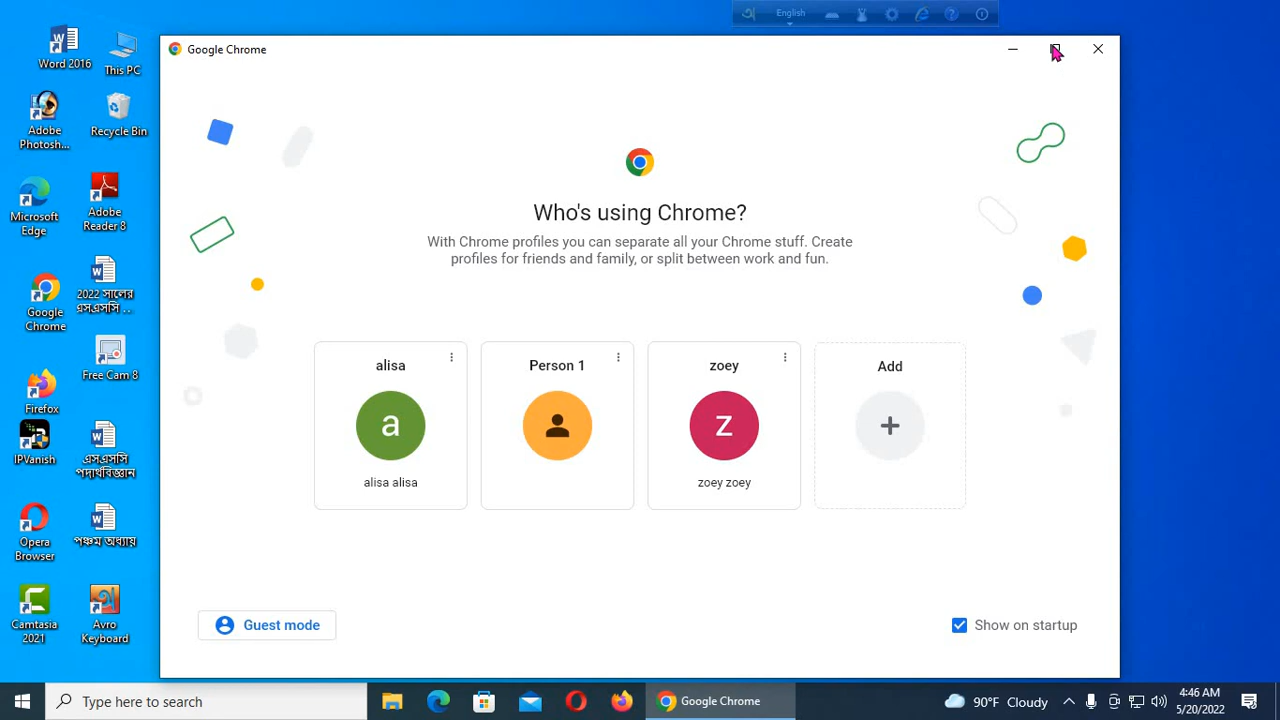 English
Word 2016
This PC
Adobe
Photosh...
Recycle Bin
Microsoft
Edge
Adobe
Reader 8
Google
Chrome
2022 সালের
এসএসসি ...
Free Cam 8
Firefox
IPVanish
এসএসসি
পদার্থবিজ্ঞান
Opera
Browser
পঞ্চম অধ্যায়
Camtasia
2021
Avro
Keyboard
Google Chrome
Who's using Chrome?
With Chrome profiles you can separate all your Chrome stuff. Create
profiles for friends and family, or split between work and fun.
alisa
a
alisa alisa
Person 1
zoey
z
zoey zoey
Add
Guest mode
Show on startup
Type here to search
Google Chrome
90°F Cloudy
4:46 AM
5/20/2022